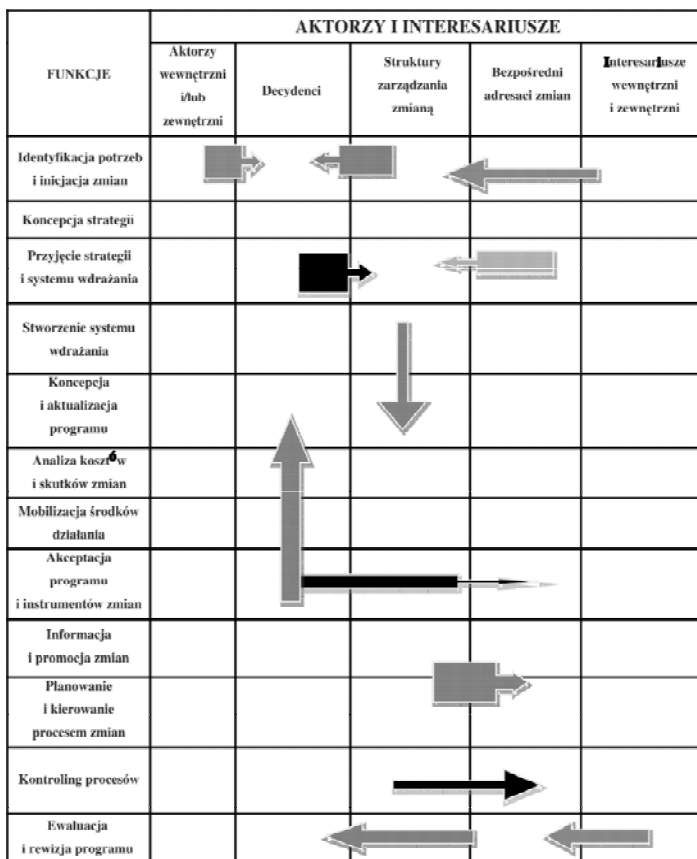 AKTORZY I INTERESARIUSZE
FUNKCJE
Aktorzy
wewnętrzni
i/lub
zewnętrzni
Decydenci
Struktury
zarządzania
zmianą
Bezpośredni
adresaci zmian
Interesariusze
wewnętrzni
i zewnętrzni
Identyfikacja potrzeb
i inicjacja zmian
Koncepcja strategii
Przyjęcie strategii
i systemu wdrażania
Stworzenie systemu
wdrażania
Koncepcja
i aktualizacja
programu
Analiza kosztów
i skutków zmian
Mobilizacja środków
działania
Akceptacja
programu
i instrumentów zmian
Informacja
i promocja zmian
Planowanie
i kierowanie
procesem zmian
Kontroling procesów
Ewaluacja
i rewizja programu